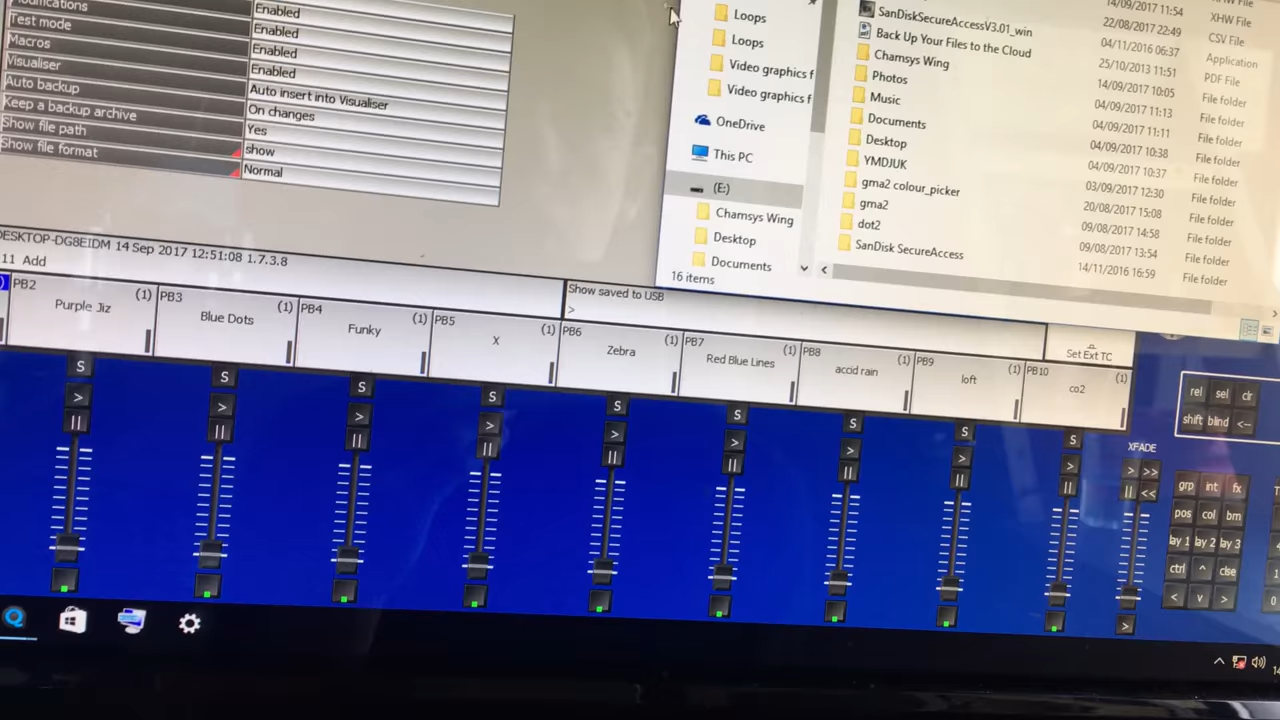 Modifications Enabled
Test mode Enabled
Macros Enabled
Visualiser Enabled
Auto backup Auto insert into Visualiser
Keep a backup archive On changes
Show file path Yes
Show file format show
Normal
DESKTOP-DG8EIDM 14 Sep 2017 12:51:08 1.7.3.8
11 Add
Show saved to USB
>
Loops
Loops
Video graphics f
Video graphics f
OneDrive
This PC
(E:)
Chamsys Wing
Desktop
Documents
16 items
SanDiskSecureAccessV3.01_win
Back Up Your Files to the Cloud
Chamsys Wing
Photos
Music
Documents
Desktop
YMDJUK
gma2 colour_picker
gma2
dot2
SanDisk SecureAccess
14/09/2017 11:54
22/08/2017 22:49
04/11/2016 06:37
25/10/2013 11:51
14/09/2017 10:05
04/09/2017 11:13
04/09/2017 11:11
04/09/2017 10:38
04/09/2017 10:37
03/09/2017 12:30
20/08/2017 15:08
09/08/2017 14:58
09/08/2017 13:54
14/11/2016 16:59
XHW File
XHW File
CSV File
Application
PDF File
File folder
File folder
File folder
File folder
File folder
File folder
File folder
File folder
File folder
PB2 (1)
Purple Jiz
PB3 (1)
Blue Dots
PB4 (1)
Funky
PB5 (1)
X
PB6 (1)
Zebra
PB7 (1)
Red Blue Lines
PB8 (1)
accid rain
PB9 (1)
loft
PB10 (1)
co2
Set Ext TC
S S S S S S S S S
> > > > > > > > >
XFADE
> >>
|| <<
>
rel sel clr
shift blind <--
grp int fx
pos col bm
lay 1 lay 2 lay 3
ctrl ^ clse
< v >